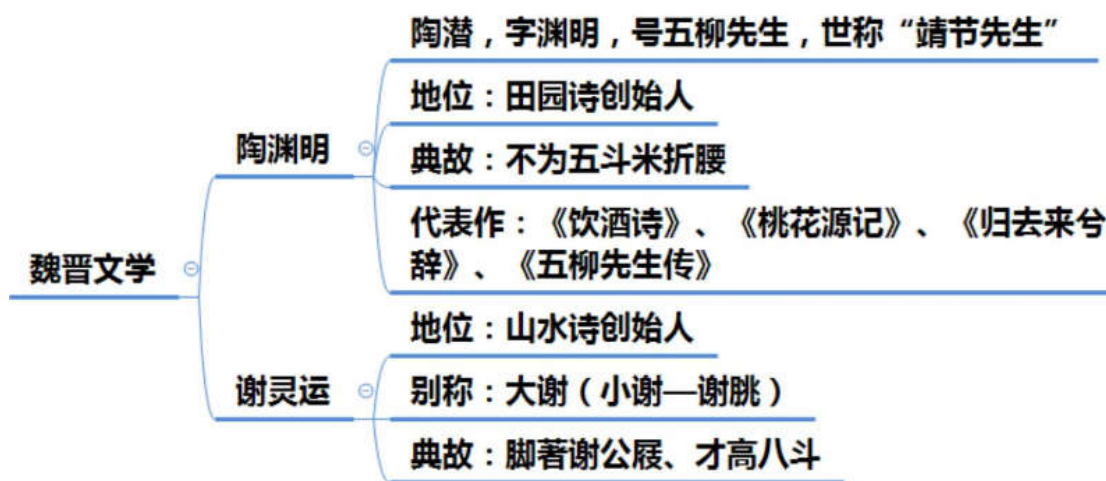 魏晋文学
陶渊明
陶潜，字渊明，号五柳先生，世称“靖节先生”
地位：田园诗创始人
典故：不为五斗米折腰
代表作：《饮酒诗》、《桃花源记》、《归去来兮
辞》、《五柳先生传》
谢灵运
地位：山水诗创始人
别称：大谢（小谢—谢朓）
典故：脚著谢公屐、才高八斗